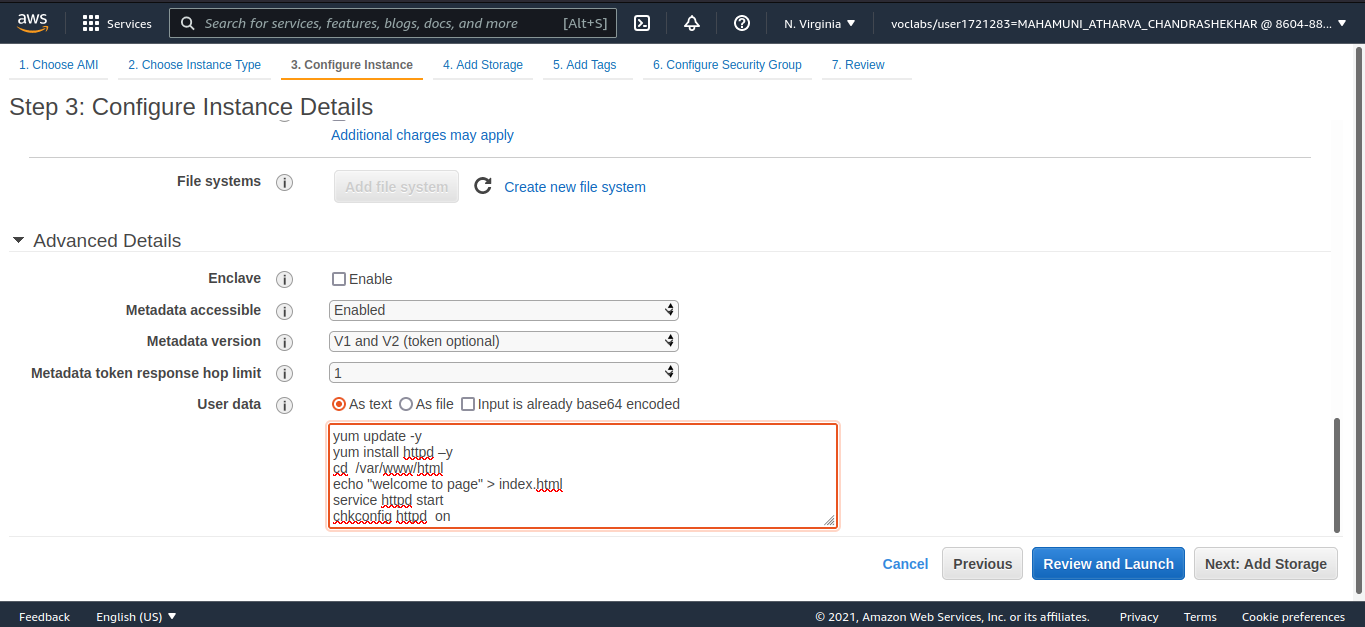 aws
Services
Search for services, features, blogs, docs, and more [Alt+S]
N. Virginia
voclabs/user1721283=MAHAMUNI_ATHARVA_CHANDRASHEKHAR @ 8604-88...
1. Choose AMI
2. Choose Instance Type
3. Configure Instance
4. Add Storage
5. Add Tags
6. Configure Security Group
7. Review
Step 3: Configure Instance Details
Additional charges may apply
File systems
Add file system
Create new file system
Advanced Details
Enclave
Enable
Metadata accessible
Enabled
Metadata version
V1 and V2 (token optional)
Metadata token response hop limit
1
User data
As text
As file
Input is already base64 encoded
yum update -y
yum install httpd –y
cd  /var/www/html
echo "welcome to page" > index.html
service httpd start
chkconfig httpd  on
Cancel
Previous
Review and Launch
Next: Add Storage
Feedback
English (US)
© 2021, Amazon Web Services, Inc. or its affiliates.
Privacy
Terms
Cookie preferences